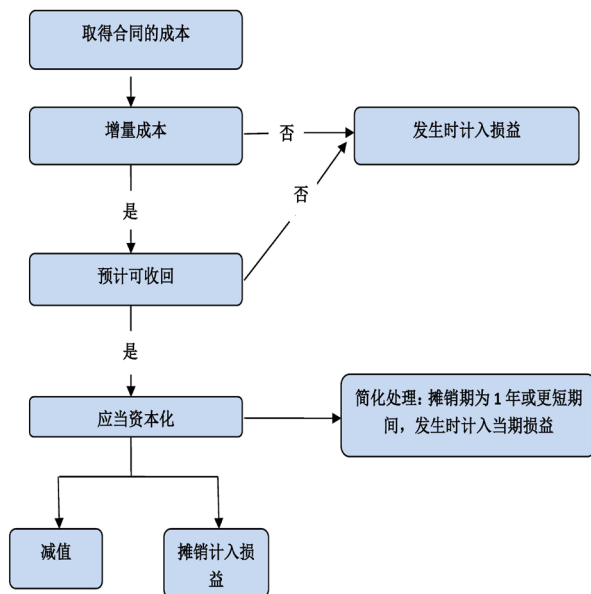 取得合同的成本
增量成本
否
发生时计入损益
是
否
预计可收回
是
应当资本化
简化处理：摊销期为 1 年或更短期
间，发生时计入当期损益
减值
摊销计入损
益